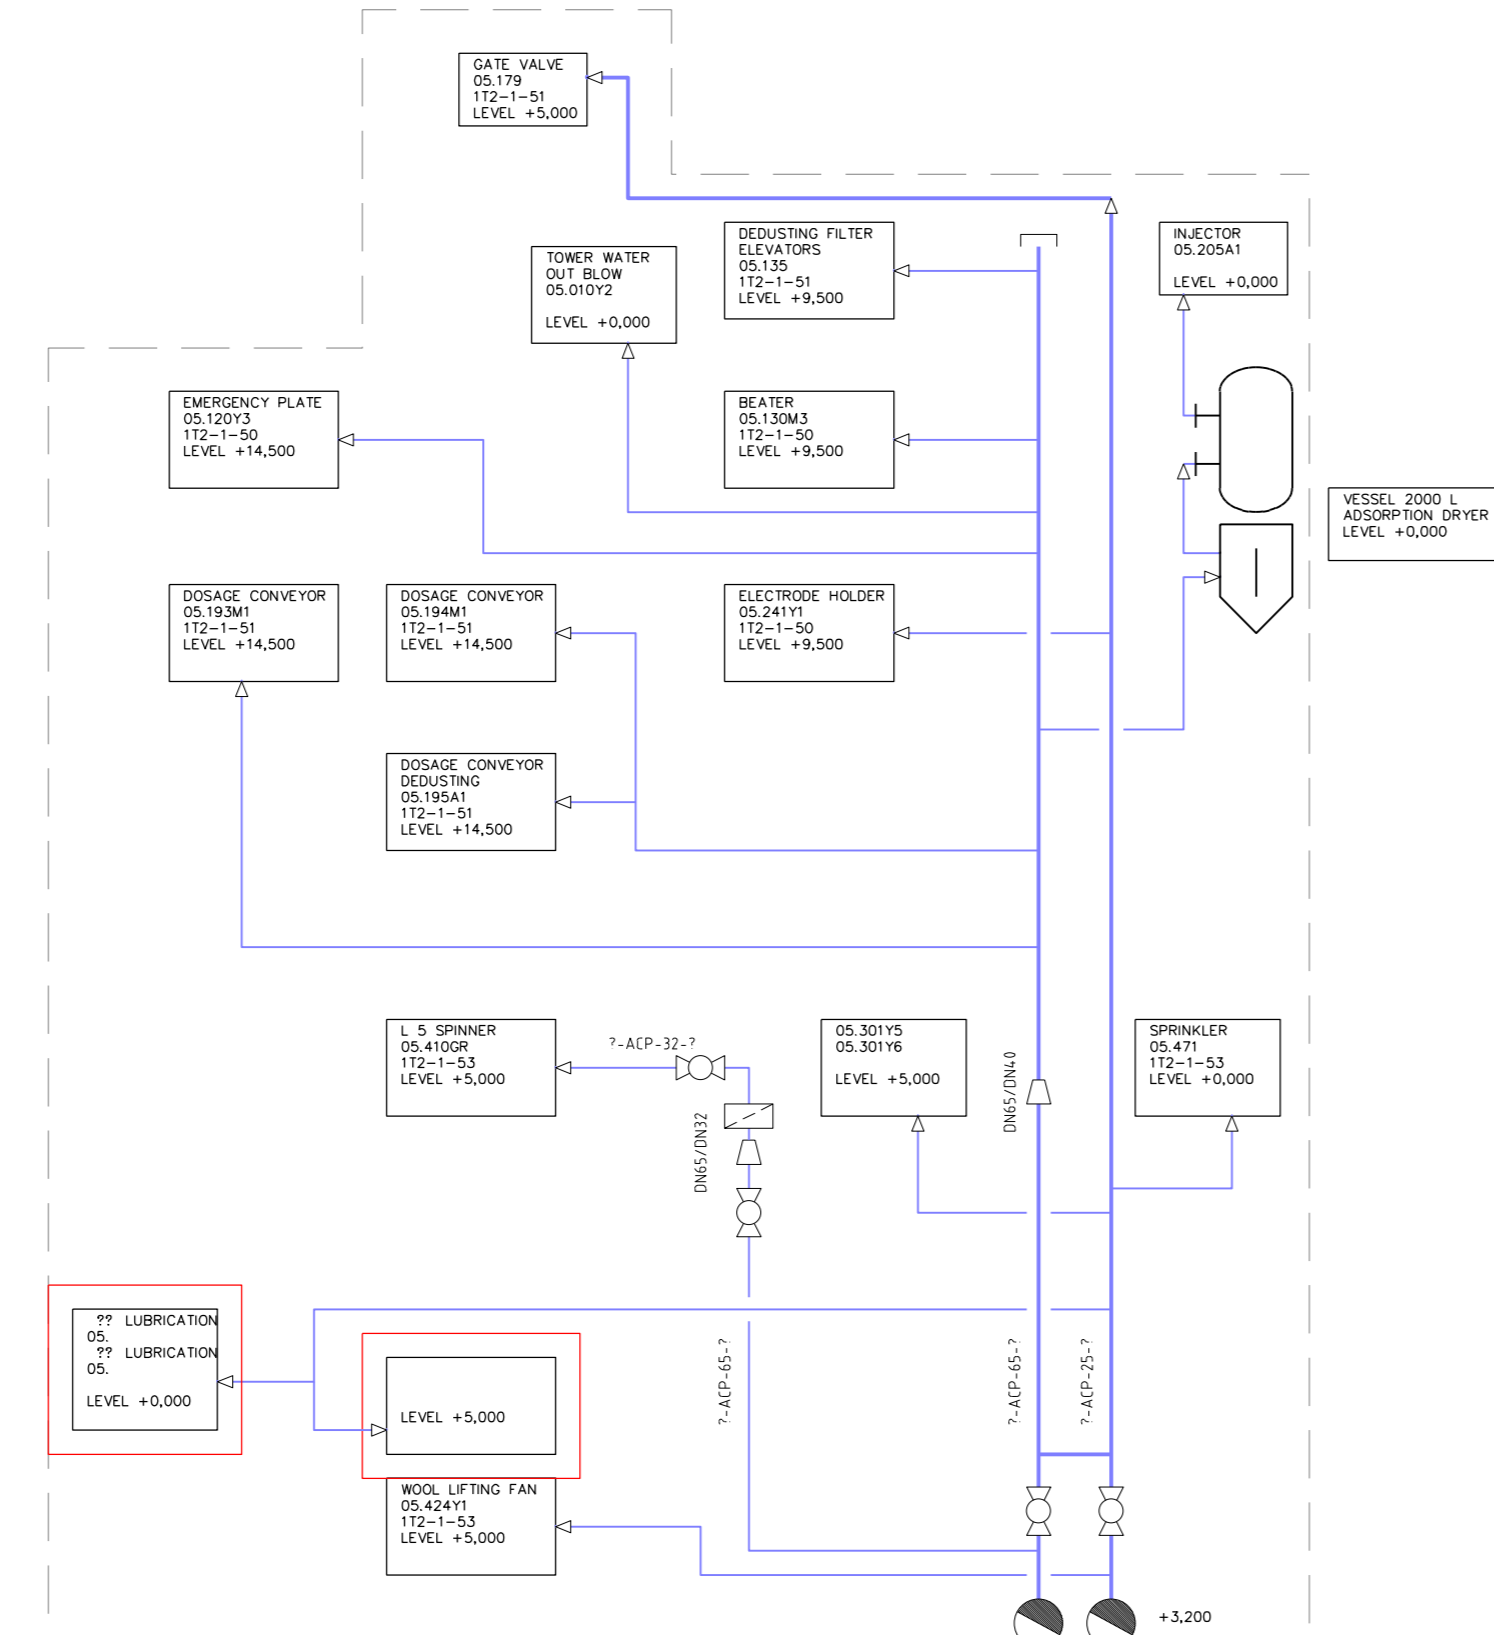 GATE VALVE
05.179
1T2-1-51
LEVEL +5,000
DEDUSTING FILTER
ELEVATORS
05.135
1T2-1-51
LEVEL +9,500
INJECTOR
05.205A1
LEVEL +0,000
TOWER WATER
OUT BLOW
05.010Y2
LEVEL +0,000
EMERGENCY PLATE
05.120Y3
1T2-1-50
LEVEL +14,500
BEATER
05.130M3
1T2-1-50
LEVEL +9,500
VESSEL 2000 L
ADSORPTION DRYER
LEVEL +0,000
DOSAGE CONVEYOR
05.193M1
1T2-1-51
LEVEL +14,500
DOSAGE CONVEYOR
05.194M1
1T2-1-51
LEVEL +14,500
ELECTRODE HOLDER
05.241Y1
1T2-1-50
LEVEL +9,500
DOSAGE CONVEYOR
DEDUSTING
05.195A1
1T2-1-51
LEVEL +14,500
L 5 SPINNER
05.410GR
1T2-1-53
LEVEL +5,000
?-ACP-32-?
DN65/DN32
05.301Y5
05.301Y6
LEVEL +5,000
DN65/DN40
SPRINKLER
05.471
1T2-1-53
LEVEL +0,000
?? LUBRICATION
05.
?? LUBRICATION
05.
LEVEL +0,000
LEVEL +5,000
?-ACP-65-?
?-ACP-65-?
?-ACP-25-?
WOOL LIFTING FAN
05.424Y1
1T2-1-53
LEVEL +5,000
+3,200